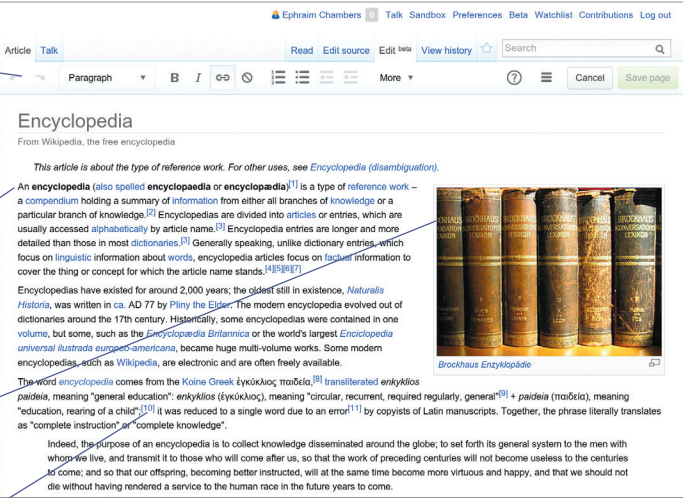 Ephraim Chambers 0 Talk Sandbox Preferences Beta Watchlist Contributions Log out
Article Talk Read Edit source Edit beta View history Search
Paragraph B I More ? Cancel Save page
Encyclopedia
From Wikipedia, the free encyclopedia
This article is about the type of reference work. For other uses, see Encyclopedia (disambiguation).
An encyclopedia (also spelled encyclopaedia or encyclopædia)[1] is a type of reference work –
a compendium holding a summary of information from either all branches of knowledge or a
particular branch of knowledge.[2] Encyclopedias are divided into articles or entries, which are
usually accessed alphabetically by article name.[3] Encyclopedia entries are longer and more
detailed than those in most dictionaries.[3] Generally speaking, unlike dictionary entries, which
focus on linguistic information about words, encyclopedia articles focus on factual information to
cover the thing or concept for which the article name stands.[4][5][6][7]
Encyclopedias have existed for around 2,000 years; the oldest still in existence, Naturalis
Historia, was written in ca. AD 77 by Pliny the Elder. The modern encyclopedia evolved out of
dictionaries around the 17th century. Historically, some encyclopedias were contained in one
volume, but some, such as the Encyclopædia Britannica or the world's largest Enciclopedia
universal ilustrada europeo-americana, became huge multi-volume works. Some modern
encyclopedias, such as Wikipedia, are electronic and are often freely available.
BROCKHAUS KONVERSATIONS LEXIKON
Brockhaus Enzyklopädie
The word encyclopedia comes from the Koine Greek ἐγκύκλιος παιδεία,[8] transliterated enkyklios
paideia, meaning "general education": enkyklios (ἐγκύκλιος), meaning "circular, recurrent, required regularly, general"[9] + paideia (παιδεία), meaning
"education, rearing of a child":[10] it was reduced to a single word due to an error[11] by copyists of Latin manuscripts. Together, the phrase literally translates
as "complete instruction" or "complete knowledge".
Indeed, the purpose of an encyclopedia is to collect knowledge disseminated around the globe; to set forth its general system to the men with
whom we live, and transmit it to those who will come after us, so that the work of preceding centuries will not become useless to the centuries
to come; and so that our offspring, becoming better instructed, will at the same time become more virtuous and happy, and that we should not
die without having rendered a service to the human race in the future years to come.